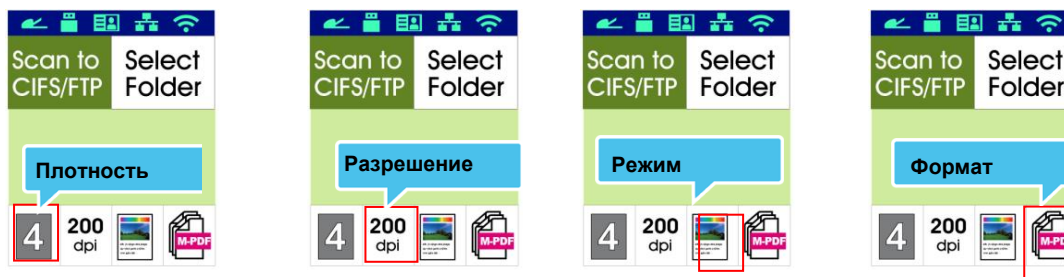 Scan to
CIFS/FTP
Select
Folder
Плотность
4
200
dpi
M-PDF
Scan to
CIFS/FTP
Select
Folder
Разрешение
4
200
dpi
M-PDF
Scan to
CIFS/FTP
Select
Folder
Режим
4
200
dpi
M-PDF
Scan to
CIFS/FTP
Select
Folder
Формат
4
200
dpi